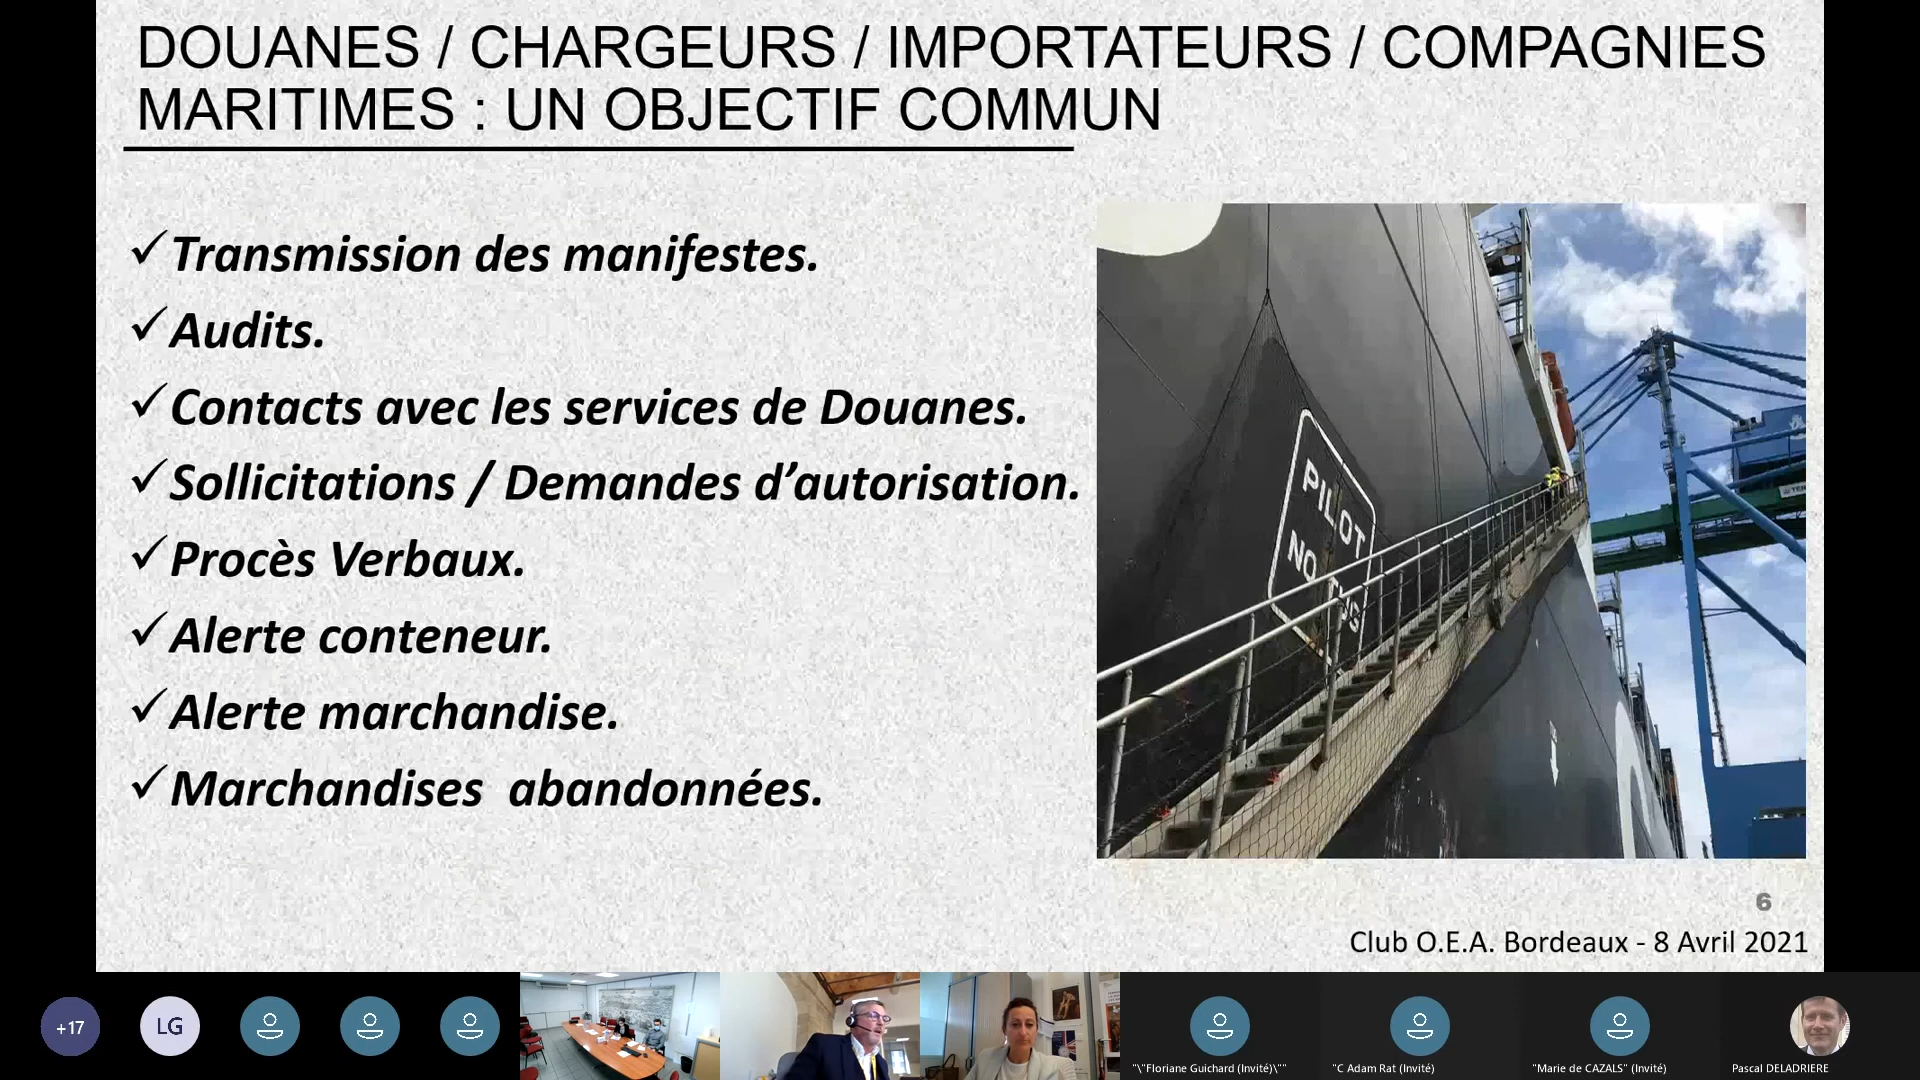 DOUANES / CHARGEURS / IMPORTATEURS / COMPAGNIES
MARITIMES : UN OBJECTIF COMMUN
✓Transmission des manifestes.
✓Audits.
✓Contacts avec les services de Douanes.
✓Sollicitations / Demandes d’autorisation.
✓Procès Verbaux.
✓Alerte conteneur.
✓Alerte marchandise.
✓Marchandises  abandonnées.
PILOT
NO
6
Club O.E.A. Bordeaux - 8 Avril 2021
+17
LG
"\"Floriane Guichard (Invité)\""
"C Adam Rat (Invité)
"Marie de CAZALS" (Invité)
Pascal DELADRIERE